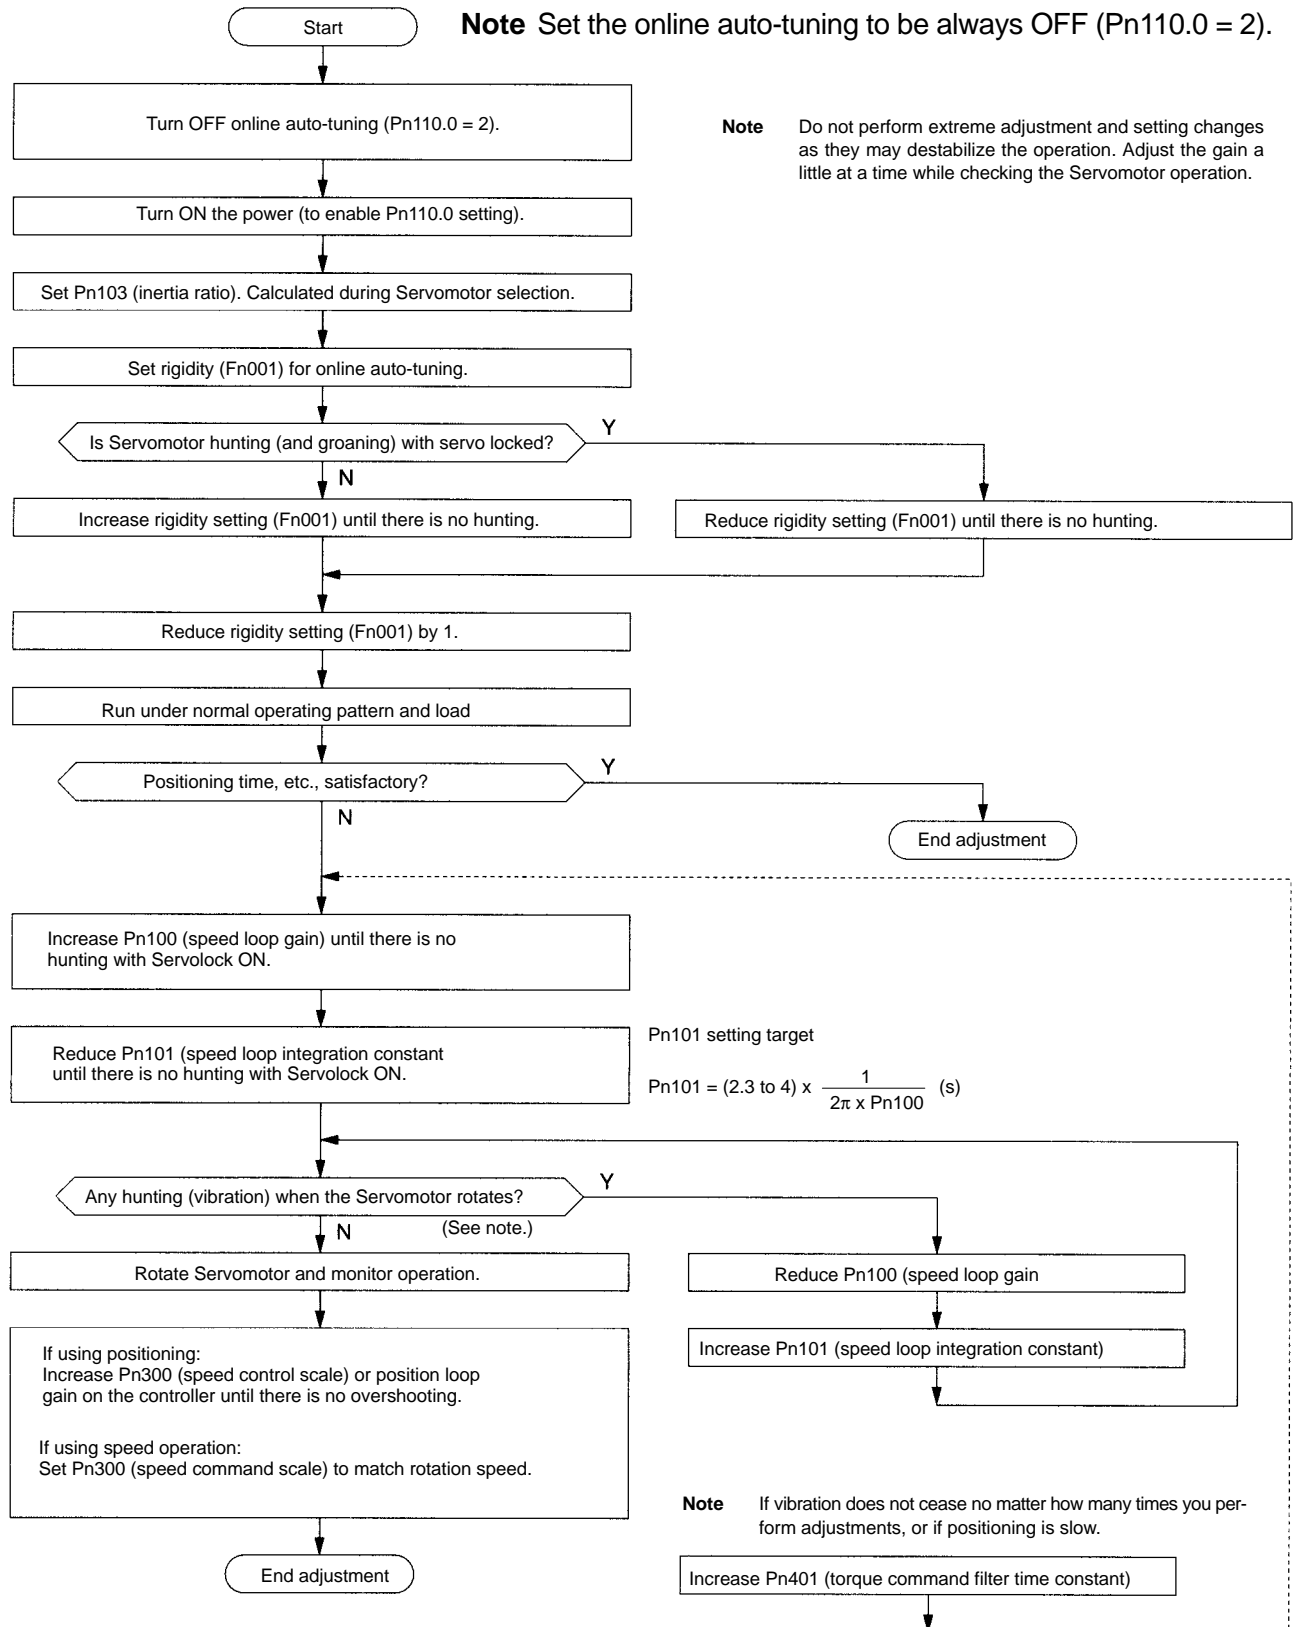 Start
Note Set the online auto-tuning to be always OFF (Pn110.0 = 2).
Turn OFF online auto-tuning (Pn110.0 = 2).
Note Do not perform extreme adjustment and setting changes
as they may destabilize the operation. Adjust the gain a
little at a time while checking the Servomotor operation.
Turn ON the power (to enable Pn110.0 setting).
Set Pn103 (inertia ratio). Calculated during Servomotor selection.
Set rigidity (Fn001) for online auto-tuning.
Is Servomotor hunting (and groaning) with servo locked?
Y
N
Increase rigidity setting (Fn001) until there is no hunting.
Reduce rigidity setting (Fn001) until there is no hunting.
Reduce rigidity setting (Fn001) by 1.
Run under normal operating pattern and load
Positioning time, etc., satisfactory?
Y
N
End adjustment
Increase Pn100 (speed loop gain) until there is no
hunting with Servolock ON.
Reduce Pn101 (speed loop integration constant
until there is no hunting with Servolock ON.
Pn101 setting target
Pn101 = (2.3 to 4) x 1 / 2π x Pn100 (s)
Any hunting (vibration) when the Servomotor rotates?
Y
N
(See note.)
Rotate Servomotor and monitor operation.
Reduce Pn100 (speed loop gain
Increase Pn101 (speed loop integration constant)
If using positioning:
Increase Pn300 (speed control scale) or position loop
gain on the controller until there is no overshooting.
If using speed operation:
Set Pn300 (speed command scale) to match rotation speed.
Note If vibration does not cease no matter how many times you per-
form adjustments, or if positioning is slow.
End adjustment
Increase Pn401 (torque command filter time constant)